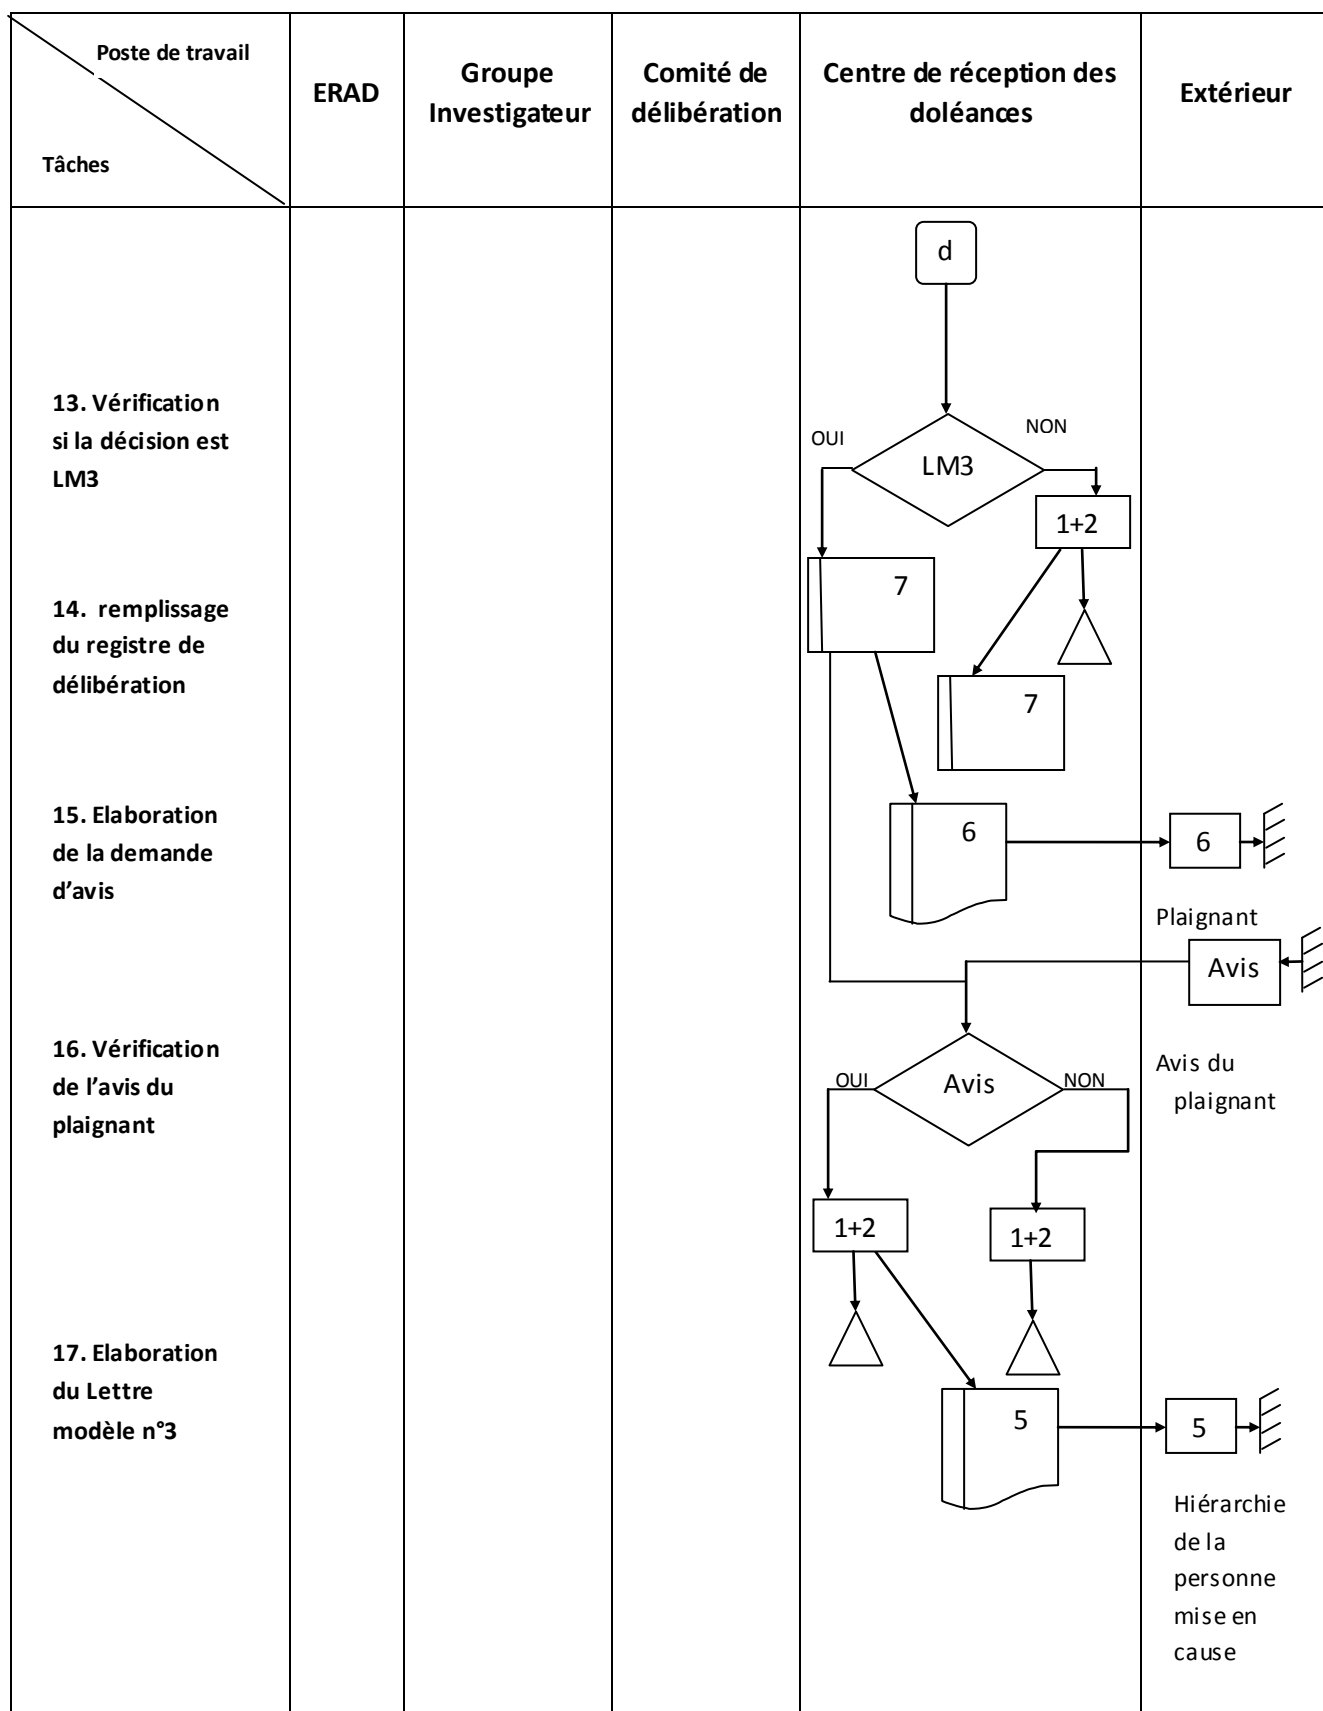 Poste de travail
Tâches
ERAD
Groupe
Investigateur
Comité de
délibération
Centre de réception des
doléances
Extérieur
d
13. Vérification
si la décision est
LM3
OUI
NON
LM3
1+2
7
14. remplissage
du registre de
délibération
7
15. Elaboration
de la demande
d'avis
6
6
Plaignant
Avis
16. Vérification
de l'avis du
plaignant
OUI
Avis
NON
Avis du
plaignant
1+2
1+2
17. Elaboration
du Lettre
modèle n°3
5
5
Hiérarchie
de la
personne
mise en
cause